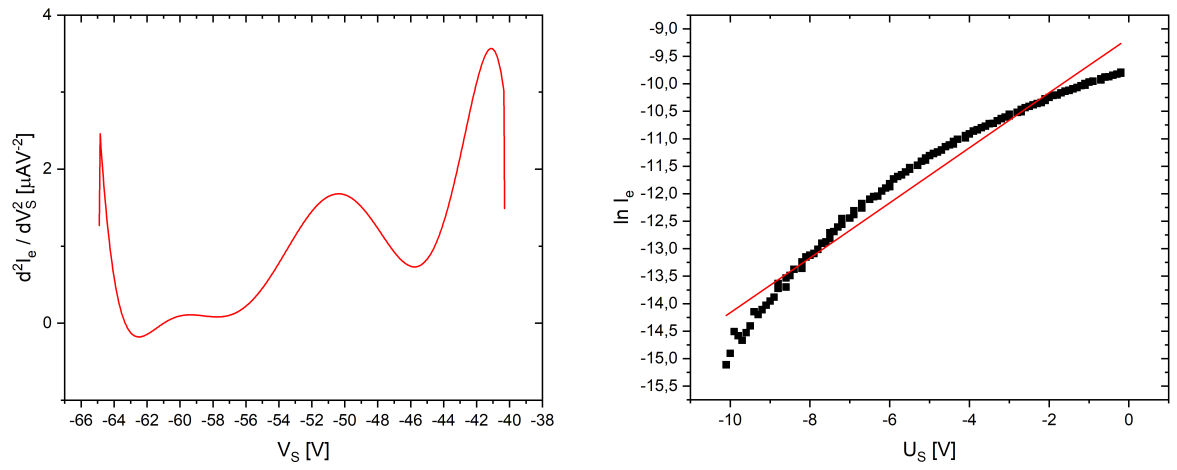 4
2
0
d²Iₑ / dV²ₛ [µAV⁻²]
-66 -64 -62 -60 -58 -56 -54 -52 -50 -48 -46 -44 -42 -40 -38
Vₛ [V]
-9,0
-9,5
-10,0
-10,5
-11,0
-11,5
-12,0
-12,5
-13,0
-13,5
-14,0
-14,5
-15,0
-15,5
ln Iₑ
-10 -8 -6 -4 -2 0
Uₛ [V]